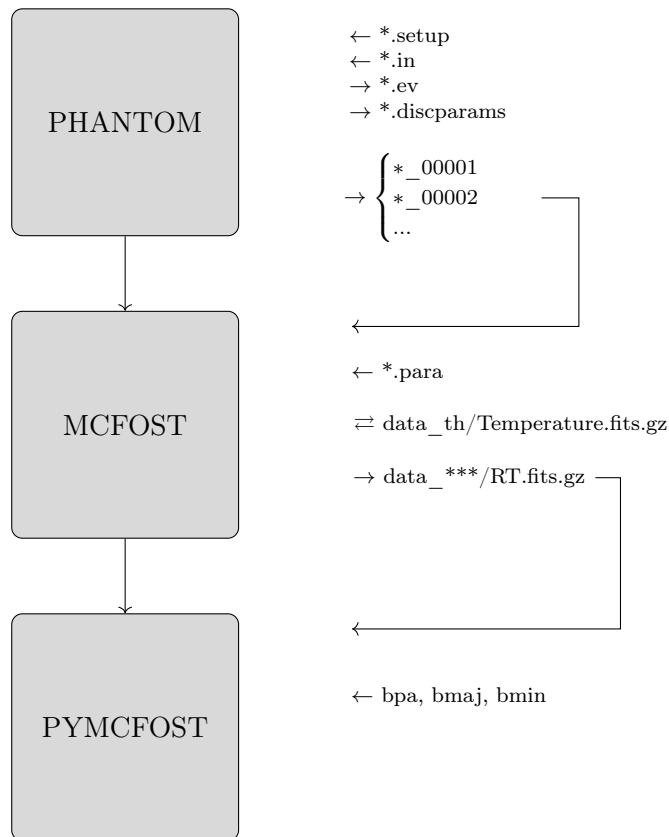 PHANTOM
← *.setup
← *.in
→ *.ev
→ *.discparams
→ { *_00001
*_00002
...
MCFOST
← *.para
⇄ data_th/Temperature.fits.gz
→ data_***/RT.fits.gz
PYMCFOST
← bpa, bmaj, bmin